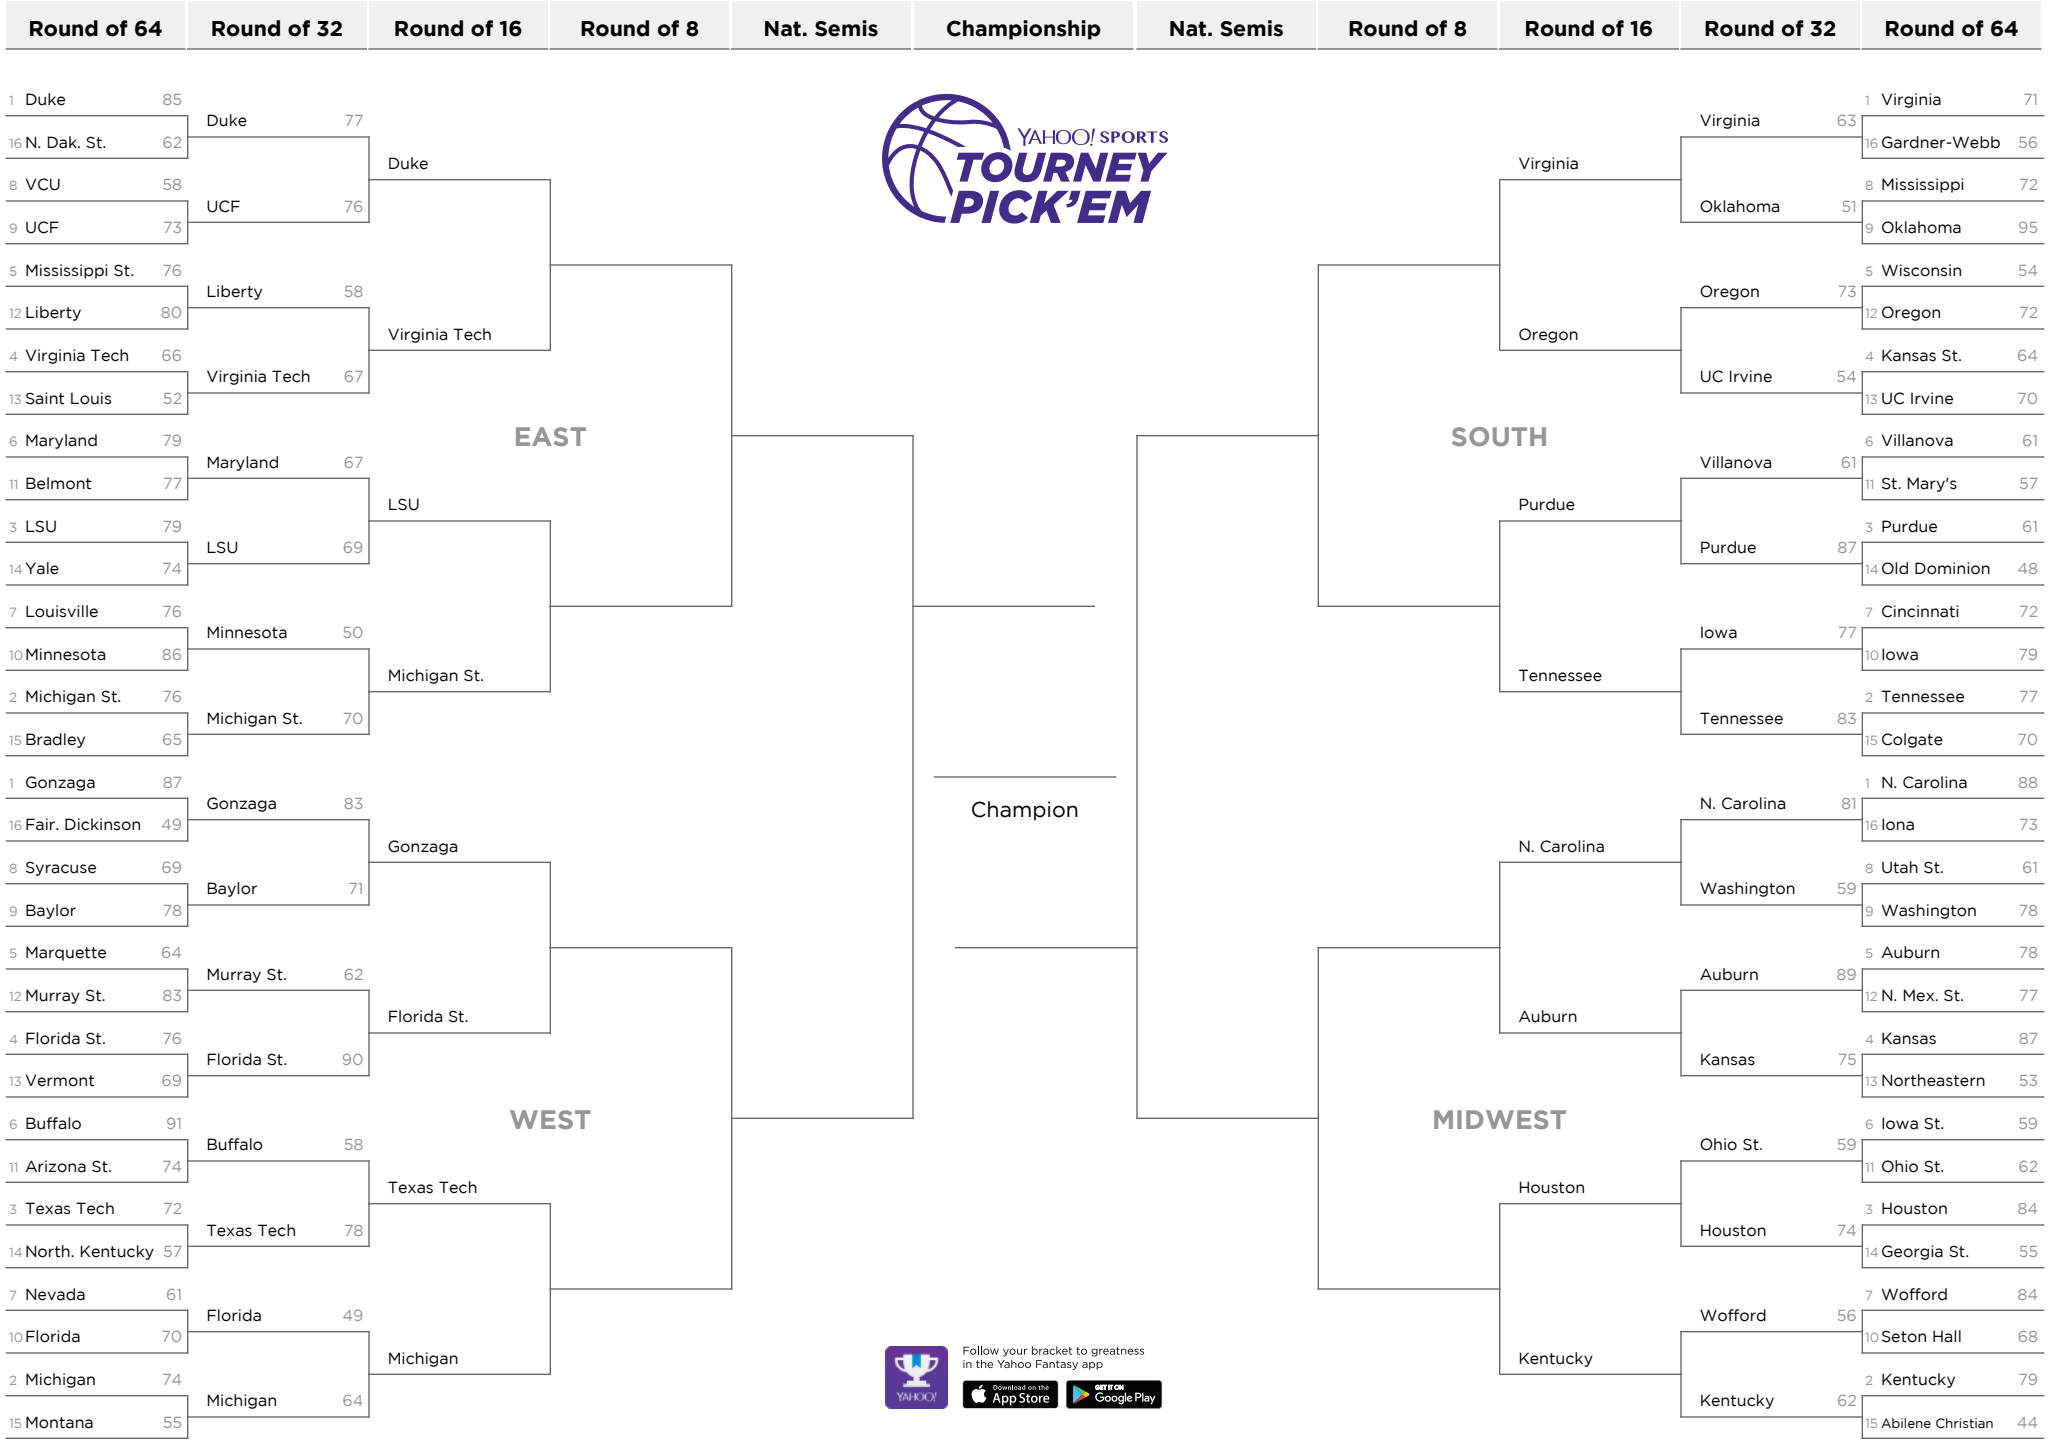 Round of 64 Round of 32 Round of 16 Round of 8 Nat. Semis Championship Nat. Semis Round of 8 Round of 16 Round of 32 Round of 64
YAHOO! SPORTS
TOURNEY
PICK'EM
1 Duke 85
16 N. Dak. St. 62
8 VCU 58
9 UCF 73
5 Mississippi St. 76
12 Liberty 80
4 Virginia Tech 66
13 Saint Louis 52
6 Maryland 79
11 Belmont 77
3 LSU 79
14 Yale 74
7 Louisville 76
10 Minnesota 86
2 Michigan St. 76
15 Bradley 65
1 Gonzaga 87
16 Fair. Dickinson 49
8 Syracuse 69
9 Baylor 78
5 Marquette 64
12 Murray St. 83
4 Florida St. 76
13 Vermont 69
6 Buffalo 91
11 Arizona St. 74
3 Texas Tech 72
14 North. Kentucky 57
7 Nevada 61
10 Florida 70
2 Michigan 74
15 Montana 55
Duke 77
UCF 76
Liberty 58
Virginia Tech 67
Maryland 67
LSU 69
Minnesota 50
Michigan St. 70
Gonzaga 83
Baylor 71
Murray St. 62
Florida St. 90
Buffalo 58
Texas Tech 78
Florida 49
Michigan 64
Duke
Virginia Tech
LSU
Michigan St.
Gonzaga
Florida St.
Texas Tech
Michigan
EAST
WEST
Champion
SOUTH
MIDWEST
Virginia
Oregon
Purdue
Tennessee
N. Carolina
Auburn
Houston
Kentucky
Virginia 63
Oklahoma 51
Oregon 73
UC Irvine 54
Villanova 61
Purdue 87
Iowa 77
Tennessee 83
N. Carolina 81
Washington 59
Auburn 89
Kansas 75
Ohio St. 59
Houston 74
Wofford 56
Kentucky 62
1 Virginia 71
16 Gardner-Webb 56
8 Mississippi 72
9 Oklahoma 95
5 Wisconsin 54
12 Oregon 72
4 Kansas St. 64
13 UC Irvine 70
6 Villanova 61
11 St. Mary's 57
3 Purdue 61
14 Old Dominion 48
7 Cincinnati 72
10 Iowa 79
2 Tennessee 77
15 Colgate 70
1 N. Carolina 88
16 Iona 73
8 Utah St. 61
9 Washington 78
5 Auburn 78
12 N. Mex. St. 77
4 Kansas 87
13 Northeastern 53
6 Iowa St. 59
11 Ohio St. 62
3 Houston 84
14 Georgia St. 55
7 Wofford 84
10 Seton Hall 68
2 Kentucky 79
15 Abilene Christian 44
YAHOO!
Follow your bracket to greatness
in the Yahoo Fantasy app
Download on the
App Store
GET IT ON
Google Play